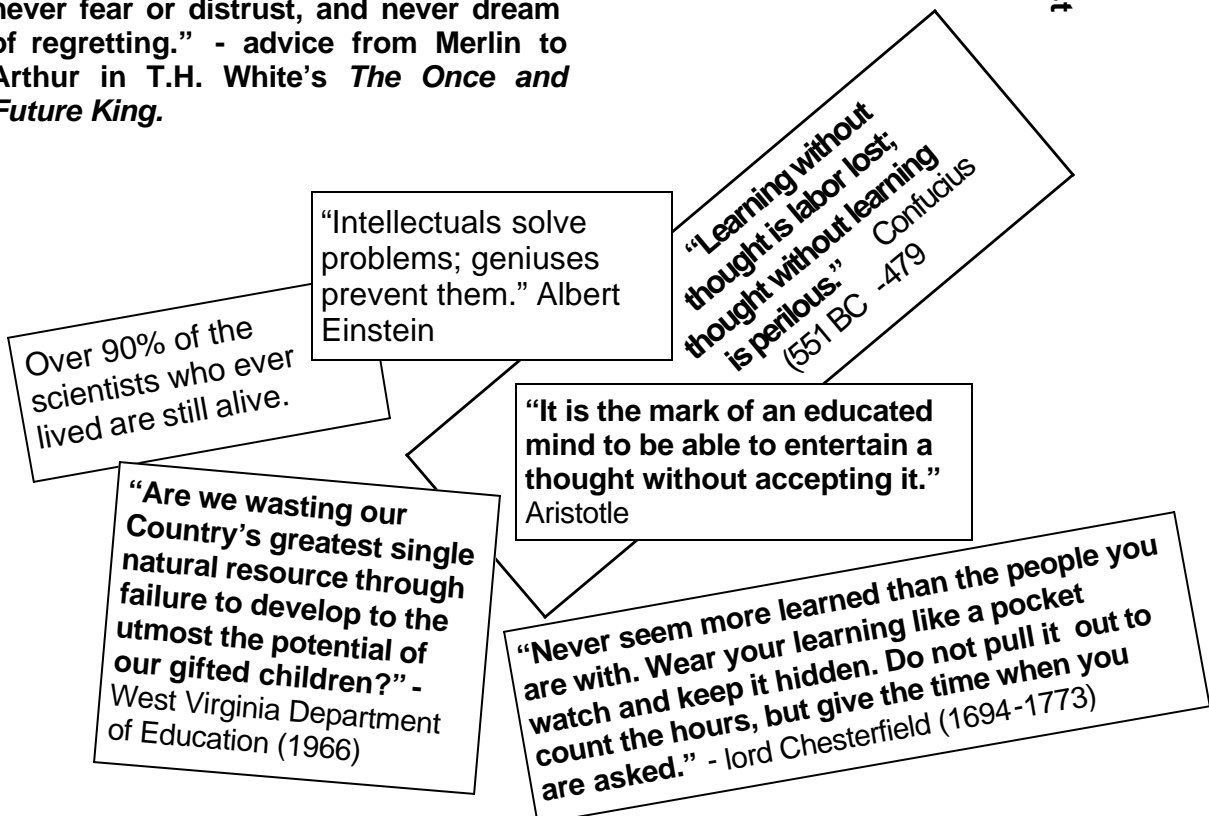 never fear or distrust, and never dream
of regretting.” - advice from Merlin to
Arthur in T.H. White’s The Once and
Future King.
“Learning without
thought is labor lost;
thought without learning
is perilous.” Confucius
(551 BC -479
“Intellectuals solve
problems; geniuses
prevent them.” Albert
Einstein
Over 90% of the
scientists who ever
lived are still alive.
“It is the mark of an educated
mind to be able to entertain a
thought without accepting it.”
Aristotle
“Are we wasting our
Country’s greatest single
natural resource through
failure to develop to the
utmost the potential of
our gifted children?” -
West Virginia Department
of Education (1966)
“Never seem more learned than the people you
are with. Wear your learning like a pocket
watch and keep it hidden. Do not pull it out to
count the hours, but give the time when you
are asked.” - lord Chesterfield (1694-1773)